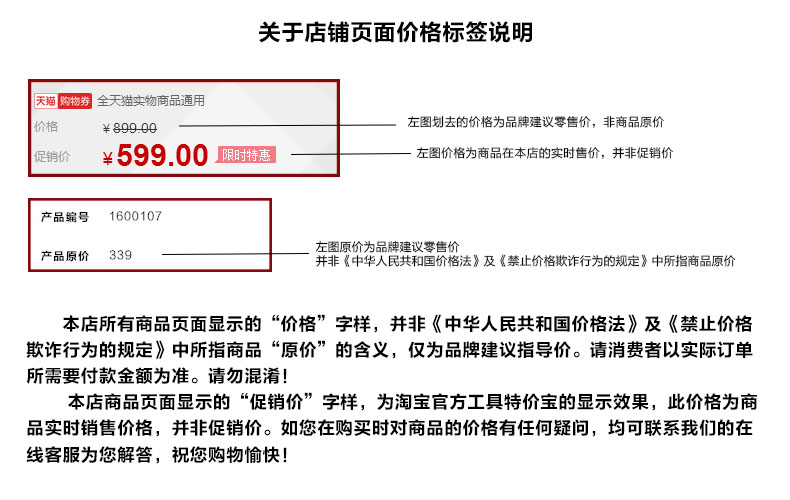 关于店铺页面价格标签说明
天猫 购物券 全天猫实物商品通用
价格 ¥ 899.00
左图划去的价格为品牌建议零售价，非商品原价
促销价 ¥ 599.00 限时特惠
左图价格为商品在本店的实时售价，并非促销价
产品编号 1600107
产品原价 339
左图原价为品牌建议零售价
并非《中华人民共和国价格法》及《禁止价格欺诈行为的规定》中所指商品原价
本店所有商品页面显示的“价格”字样，并非《中华人民共和国价格法》及《禁止价格
欺诈行为的规定》中所指商品“原价”的含义，仅为品牌建议指导价。请消费者以实际订单
所需要付款金额为准。请勿混淆！
本店商品页面显示的“促销价”字样，为淘宝官方工具特价宝的显示效果，此价格为商
品实时销售价格，并非促销价。如您在购买时对商品的价格有任何疑问，均可联系我们的在
线客服为您解答，祝您购物愉快！